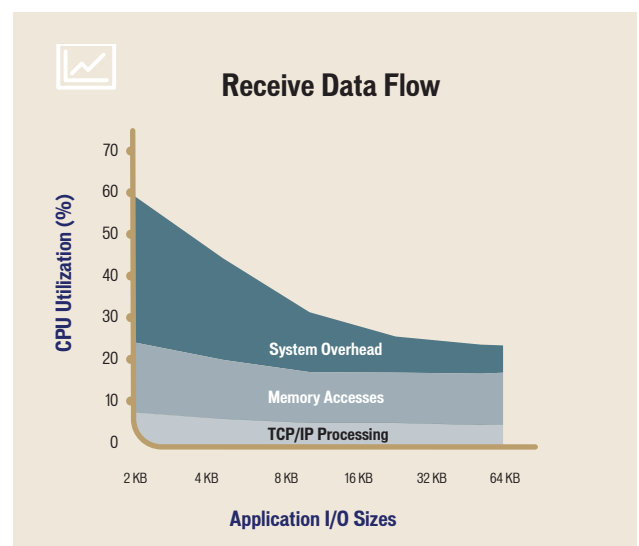 Receive Data Flow
CPU Utilization (%)
70
60
50
40
30
20
10
0
System Overhead
Memory Accesses
TCP/IP Processing
2 KB 4 KB 8 KB 16 KB 32 KB 64 KB
Application I/O Sizes